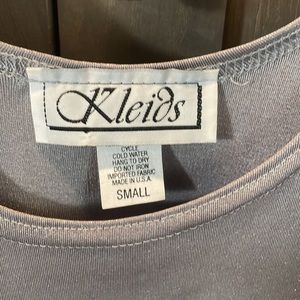 Kleids
CYCLE
COLD WATER
HANG TO DRY
DO NOT IRON
IMPORTED FABRIC
MADE IN U.S.A.
SMALL